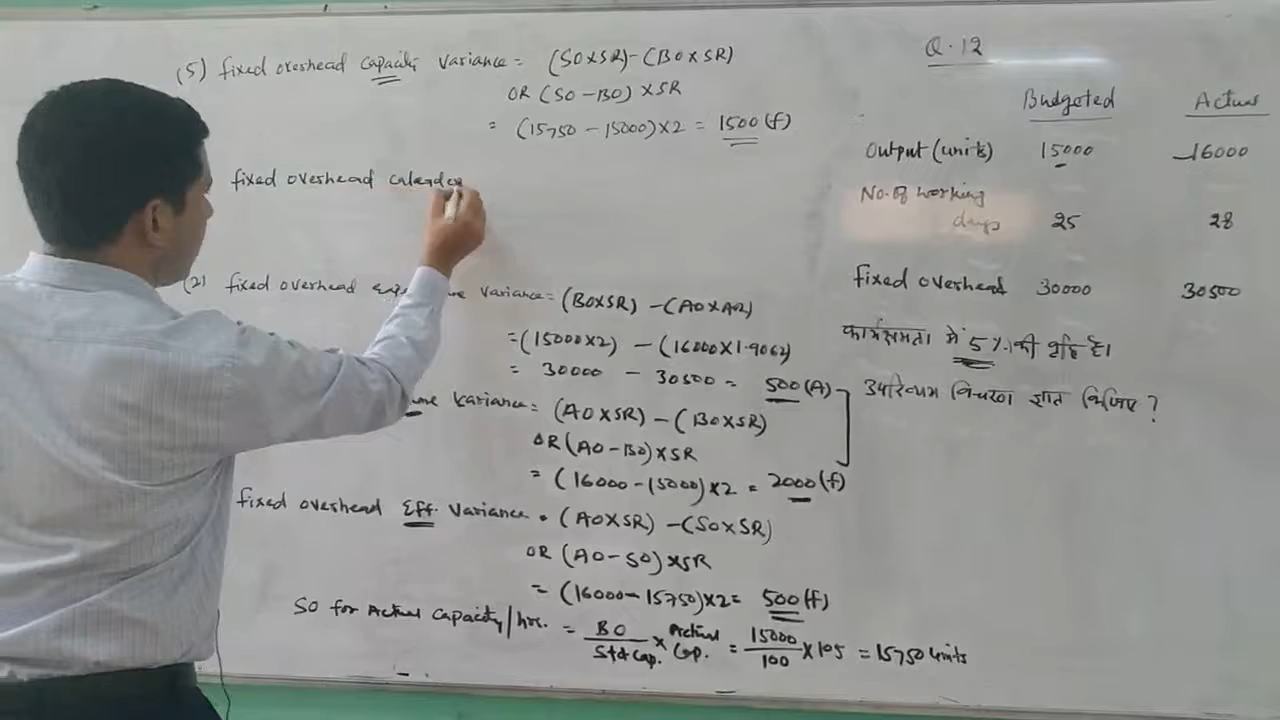 (5) fixed overhead capacity variance = (SO×SR)-(BO×SR)
OR (SO-BO) ×SR
= (15750-15000)×2 = 1500 (f)
fixed overhead calender
(2) fixed overhead variance = (BO×SR) - (AO×AR)
= (15000×2) - (16000×1.9062)
= 30000 - 30500 = 500 (A)
variance = (AO×SR) - (BO×SR)
OR (AO-BO)×SR
= (16000-15000)×2 = 2000 (f)
fixed overhead Eff. variance = (AO×SR) -(SO×SR)
OR (AO-SO)×SR
= (16000-15750)×2= 500 (f)
SO for Actual capacity/hrs. = BO/Std Cap. × Actual Cap. = 15000/100 ×105 = 15750 units
Q.12
Budgeted Actual
Output (units) 15000 16000
No. of working days 25 28
fixed overhead 30000 30500
कार्यक्षमता में 5% की वृद्धि है।
उपरिव्यय विचरण ज्ञात किजिए ?